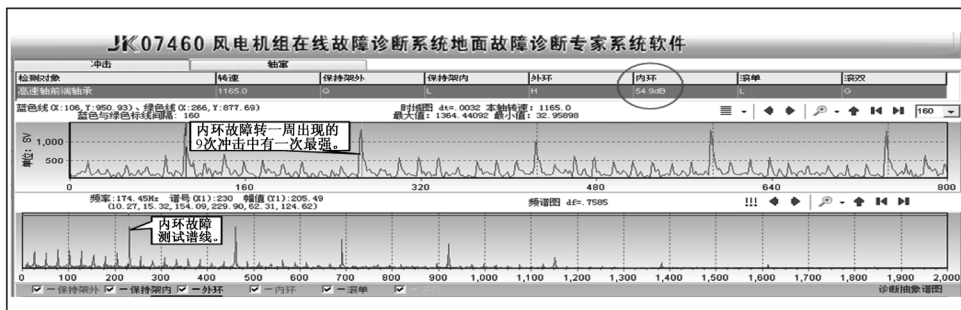 JK07460 风电机组在线故障诊断系统地面故障诊断专家系统软件
冲击 轴窜
检测对象 转速 保持架外 保持架内 外环 内环 滚单 滚双
高速轴前端轴承 1165.0 G L H 54.9dB L G
蓝色线(X:106,Y:950.93)、绿色线(X:266,Y:877.69)
蓝色与绿色标线间隔: 160
时域图 dt=.0032 本轴转速: 1165.0
最大值: 1364.44092 最小值: 32.95898
160
单位: SV
1,000
500
内环故障转一周出现的
9次冲击中有一次最强。
0 160 320 480 640 800
频率:174.45Hz 谱号(X1):230 幅值(Y1):205.49
(10.27, 15.32, 154.09, 229.90, 62.31, 124.62)
频谱图 df=.7585
!!!
内环故障
测试谱线。
0 100 200 300 400 500 600 700 800 900 1,000 1,100 1,200 1,300 1,400 1,500 1,600 1,700 1,800 1,900 2,000
保持架外 保持架内 外环 内环 滚单
诊断抽象谱图